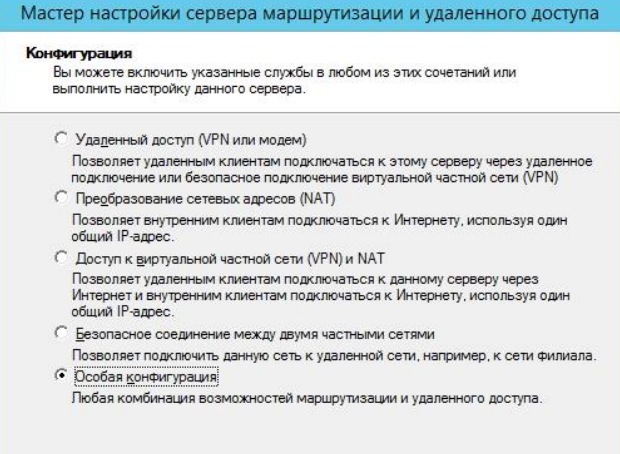 Мастер настройки сервера маршрутизации и удаленного доступа
Конфигурация
Вы можете включить указанные службы в любом из этих сочетаний или
выполнить настройку данного сервера.
Удаленный доступ (VPN или модем)
Позволяет удаленным клиентам подключаться к этому серверу через удаленное
подключение или безопасное подключение виртуальной частной сети (VPN)
Преобразование сетевых адресов (NAT)
Позволяет внутренним клиентам подключаться к Интернету, используя один
общий IP-адрес.
Доступ к виртуальной частной сети (VPN) и NAT
Позволяет удаленным клиентам подключаться к данному серверу через
Интернет и внутренним клиентам подключаться к Интернету, используя один
общий IP-адрес.
Безопасное соединение между двумя частными сетями
Позволяет подключить данную сеть к удаленной сети, например, к сети филиала.
Особая конфигурация
Любая комбинация возможностей маршрутизации и удаленного доступа.